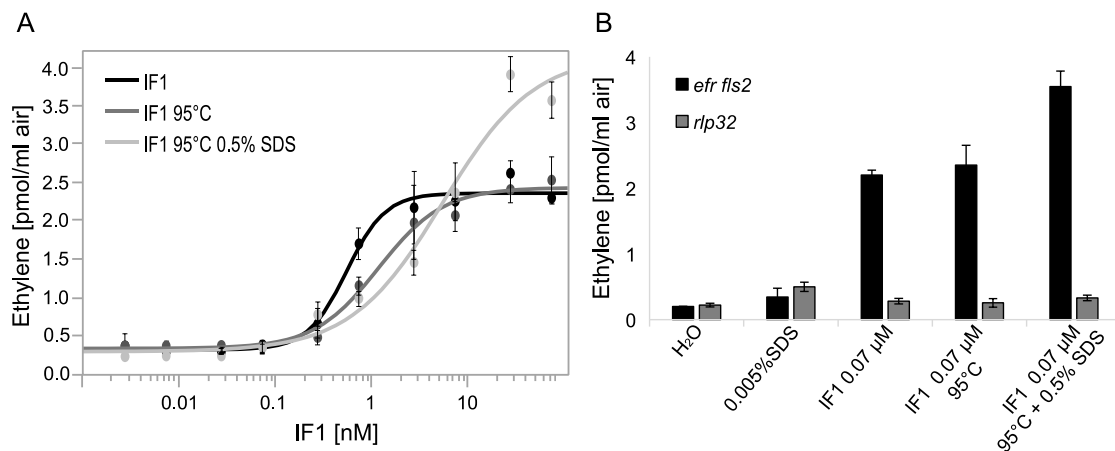 A
Ethylene [pmol/ml air]
4.0
3.5
3.0
2.5
2.0
1.5
1.0
0.5
0.0
IF1
IF1 95°C
IF1 95°C 0.5% SDS
0.01
0.1
1
10
IF1 [nM]
B
Ethylene [pmol/ml air]
4
3
2
1
0
efr fls2
rlp32
H₂O
0.005%SDS
IF1 0.07 µM
IF1 0.07 µM
95°C
IF1 0.07 µM
95°C + 0.5% SDS